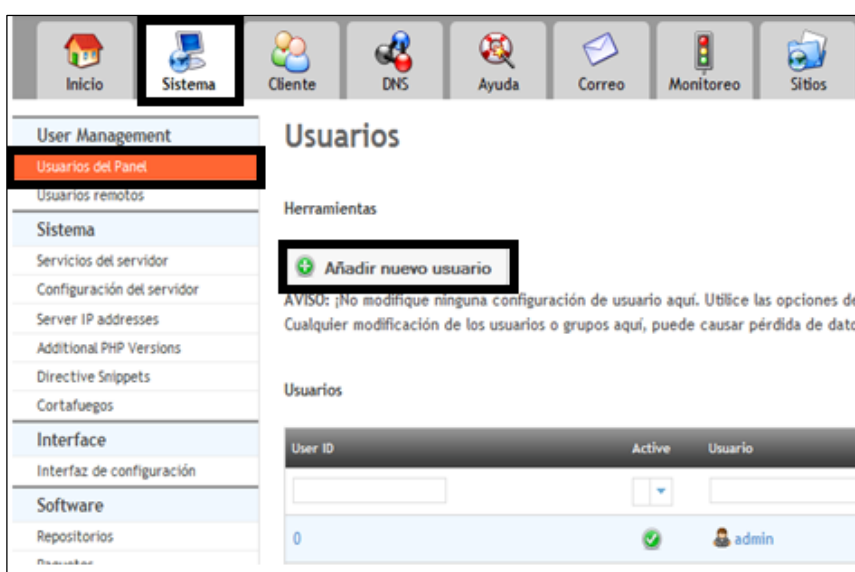 Inicio Sistema Cliente DNS Ayuda Correo Monitoreo Sitios
User Management
Usuarios del Panel
Usuarios remotos
Sistema
Servicios del servidor
Configuración del servidor
Server IP addresses
Additional PHP Versions
Directive Snippets
Cortafuegos
Interface
Interfaz de configuración
Software
Repositorios
Usuarios
Herramientas
Añadir nuevo usuario
AVISO: ¡No modifique ninguna configuración de usuario aquí. Utilice las opciones de
Cualquier modificación de los usuarios o grupos aquí, puede causar pérdida de dato
Usuarios
User ID Active Usuario
0 admin